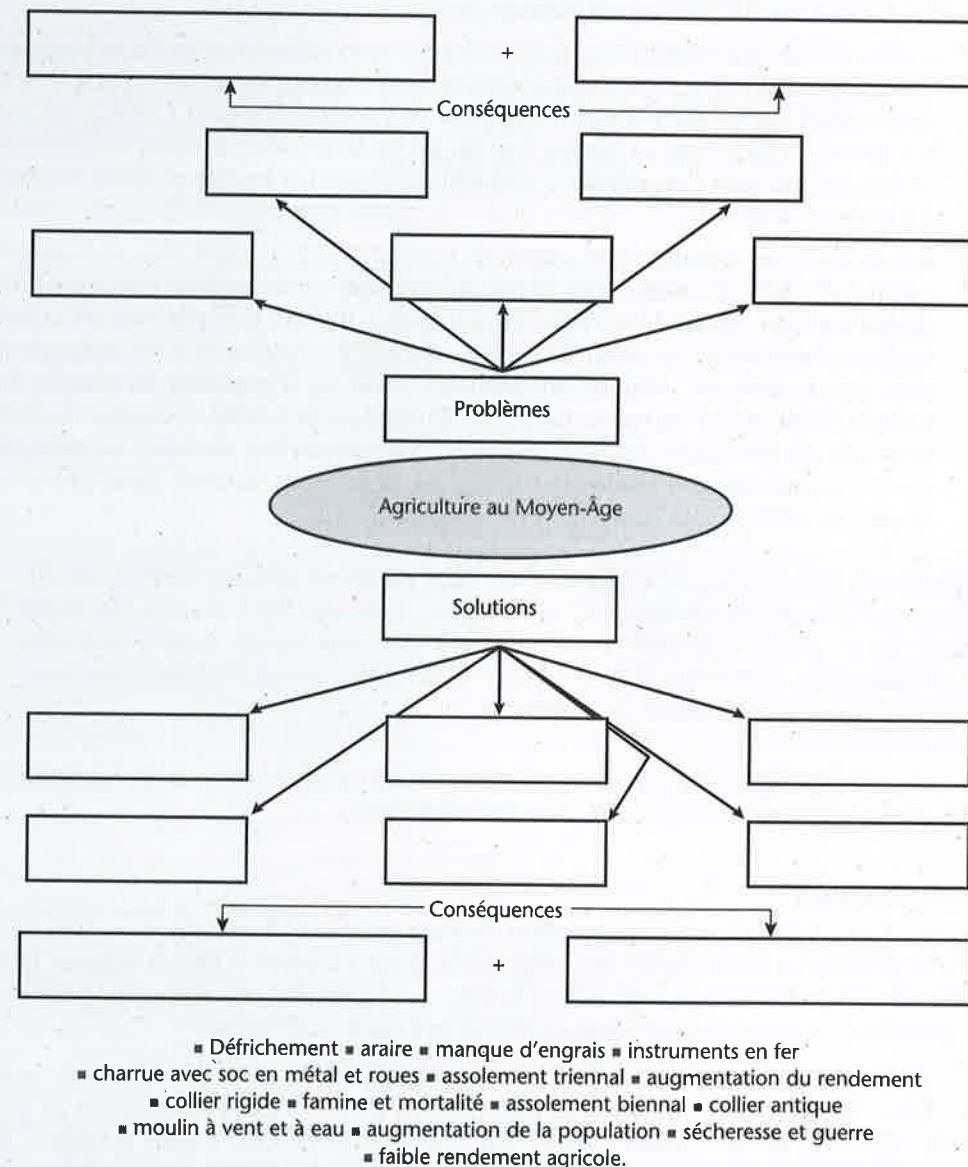 +
Conséquences
Problèmes
Agriculture au Moyen-Âge
Solutions
Conséquences
+
▪ Défrichement ▪ araire ▪ manque d'engrais ▪ instruments en fer
▪ charrue avec soc en métal et roues ▪ assolement triennal ▪ augmentation du rendement
▪ collier rigide ▪ famine et mortalité ▪ assolement biennal ▪ collier antique
▪ moulin à vent et à eau ▪ augmentation de la population ▪ sécheresse et guerre
▪ faible rendement agricole.